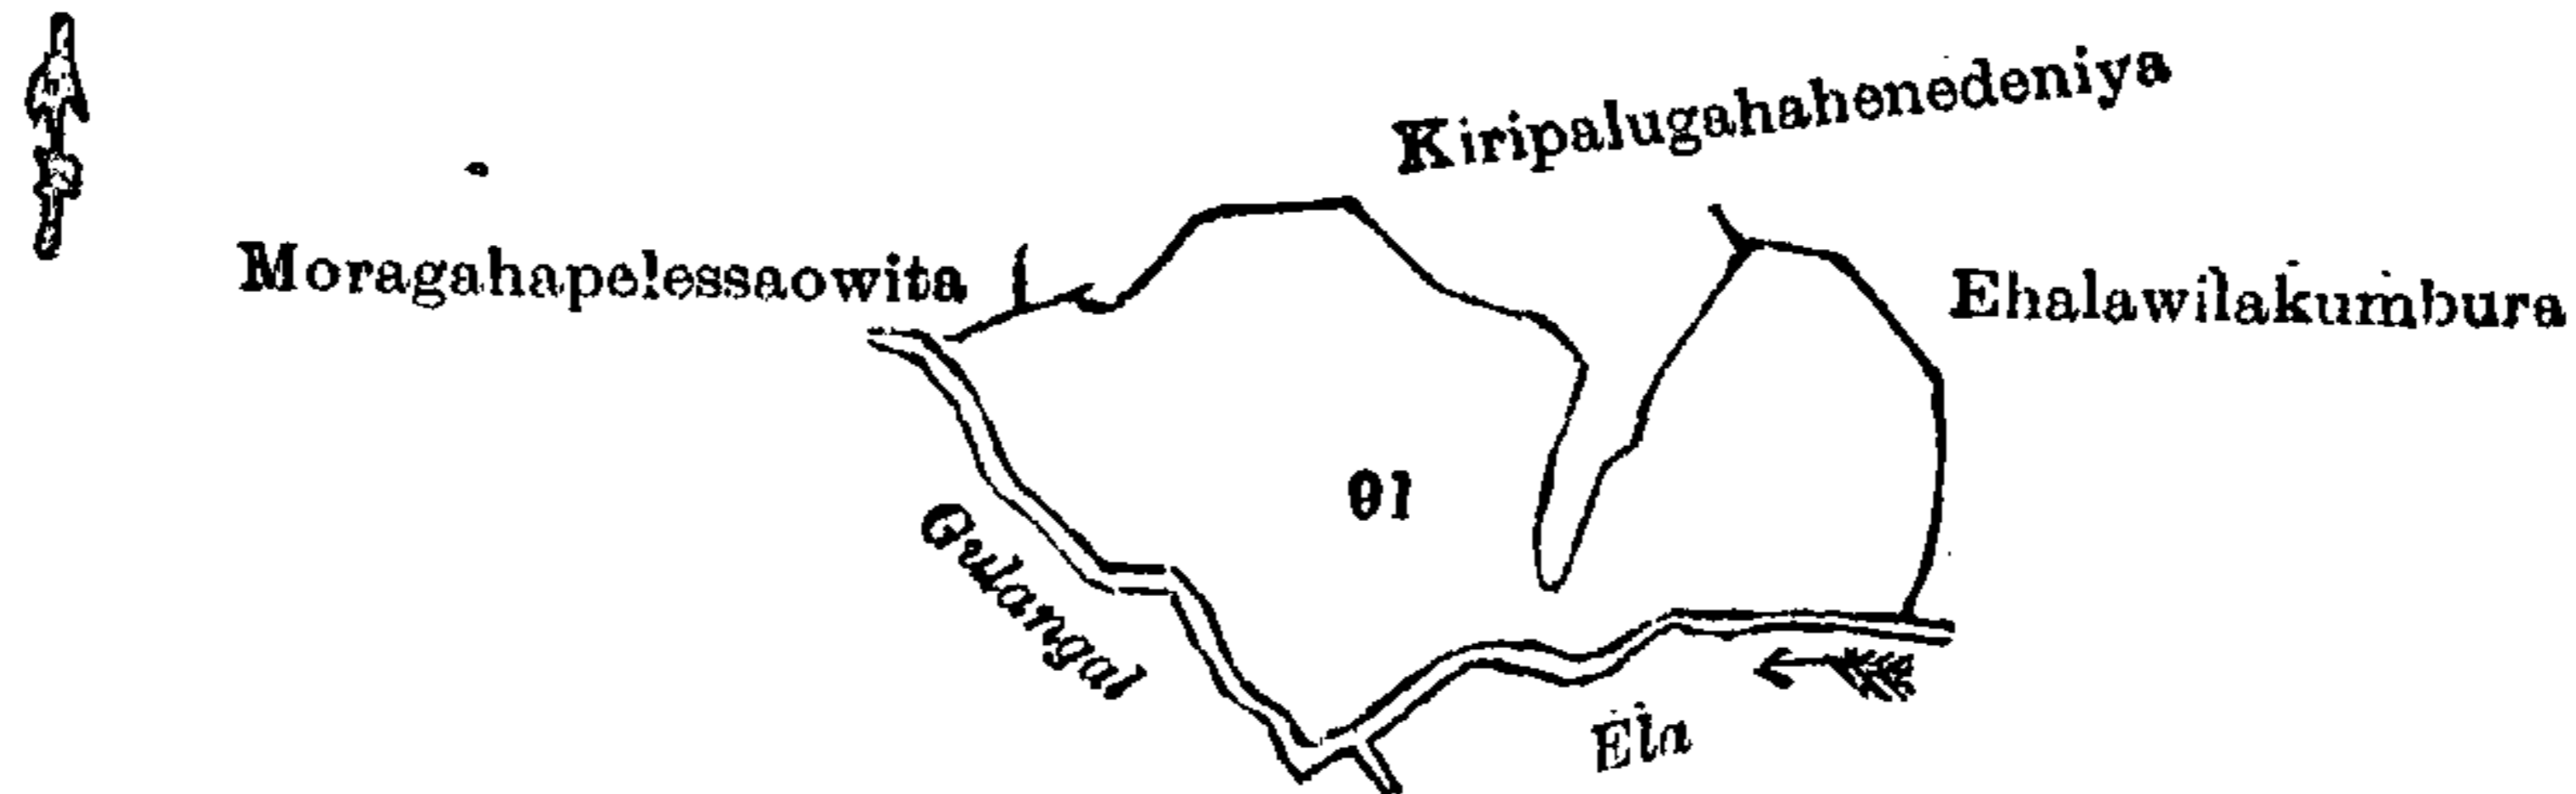 Kiripalugahahenedeniya
Moragahapelessaowita
Ehalawilakumbura
01
Gulangal
Ela